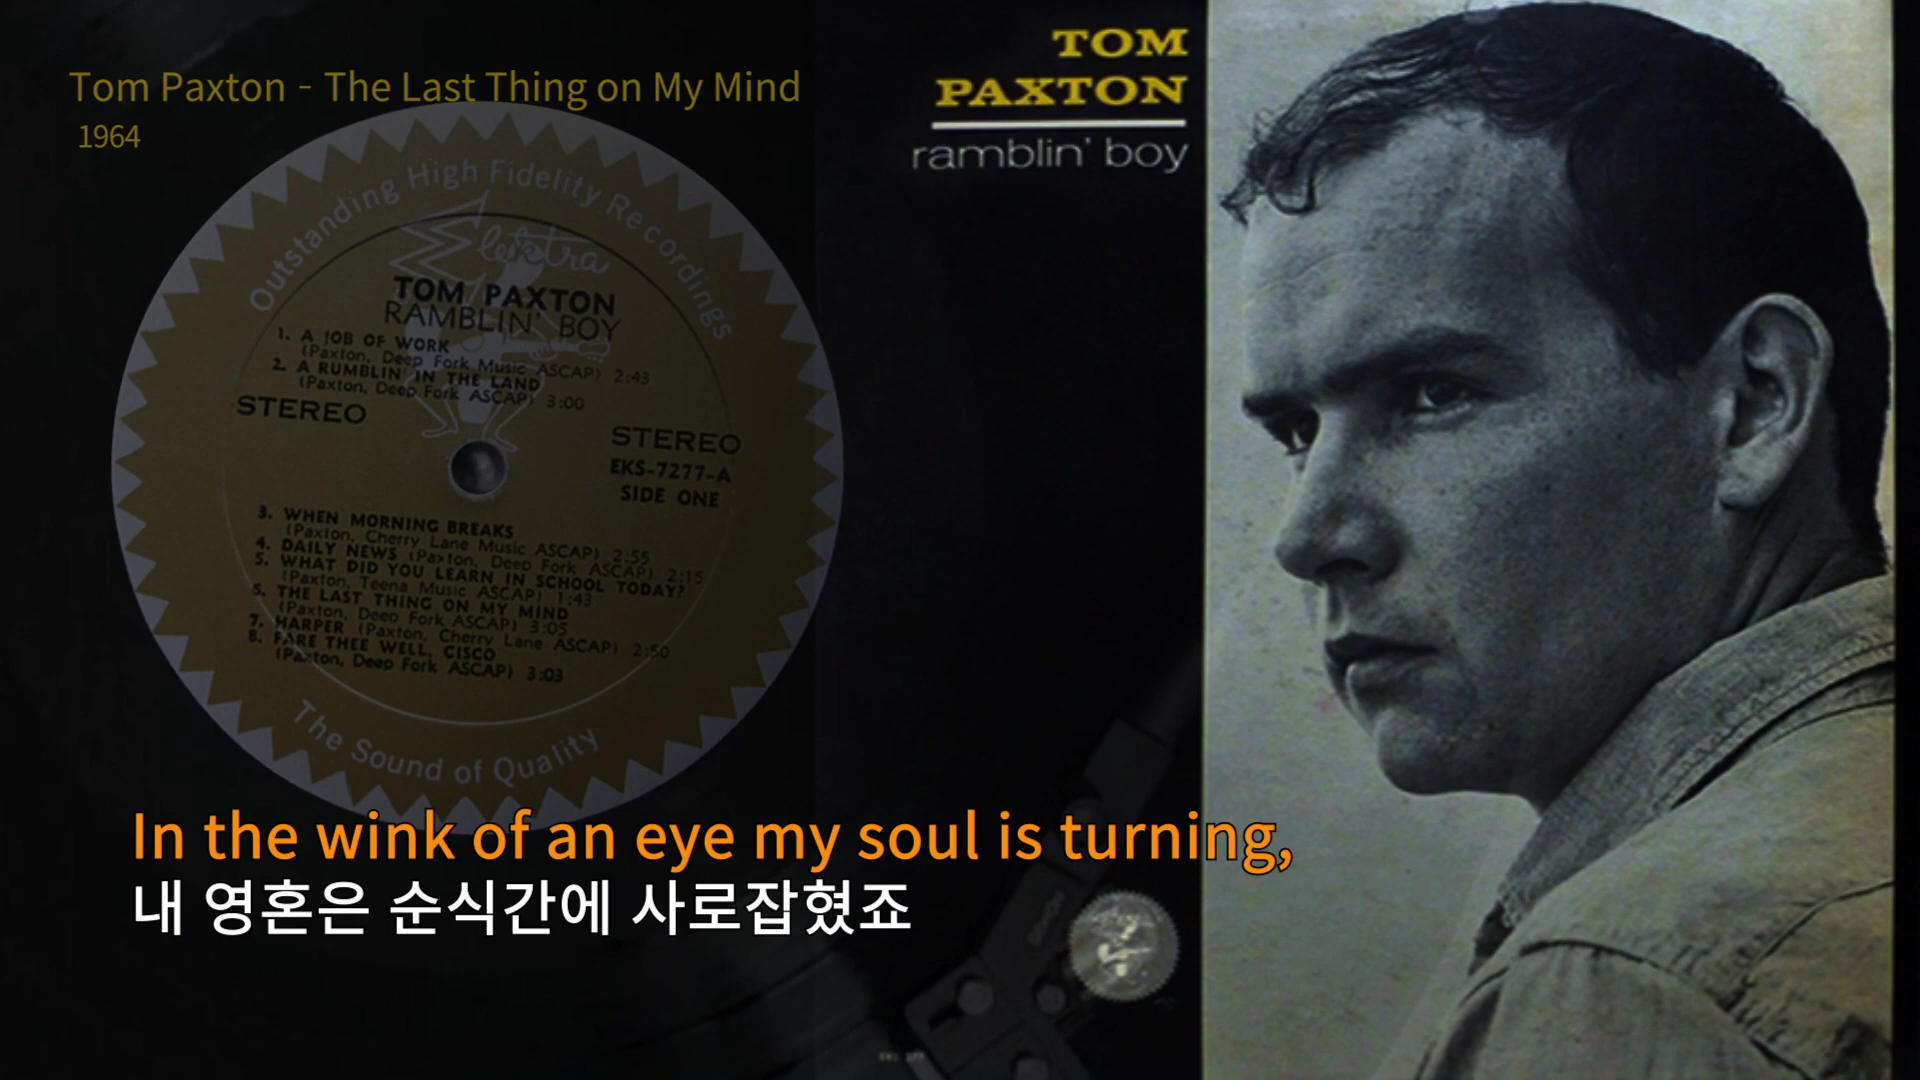 Tom Paxton - The Last Thing on My Mind
1964
TOM
PAXTON
ramblin' boy
Outstanding High Fidelity Recordings
Elektra
TOM PAXTON
RAMBLIN' BOY
1. A JOB OF WORK
(Paxton, Deep Fork Music ASCAP) 2:43
2. A RUMBLIN' IN THE LAND
(Paxton, Deep Fork ASCAP) 3:00
STEREO
STEREO
EKS-7277-A
SIDE ONE
3. WHEN MORNING BREAKS
(Paxton, Cherry Lane Music ASCAP) 2:55
4. DAILY NEWS (Paxton, Deep Fork ASCAP) 2:15
5. WHAT DID YOU LEARN IN SCHOOL TODAY?
(Paxton, Teena Music ASCAP) 1:43
6. THE LAST THING ON MY MIND
(Paxton, Deep Fork ASCAP) 3:05
7. HARPER (Paxton, Cherry Lane ASCAP) 2:50
8. FARE THEE WELL, CISCO
(Paxton, Deep Fork ASCAP) 3:03
The Sound of Quality
In the wink of an eye my soul is turning,
내 영혼은 순식간에 사로잡혔죠